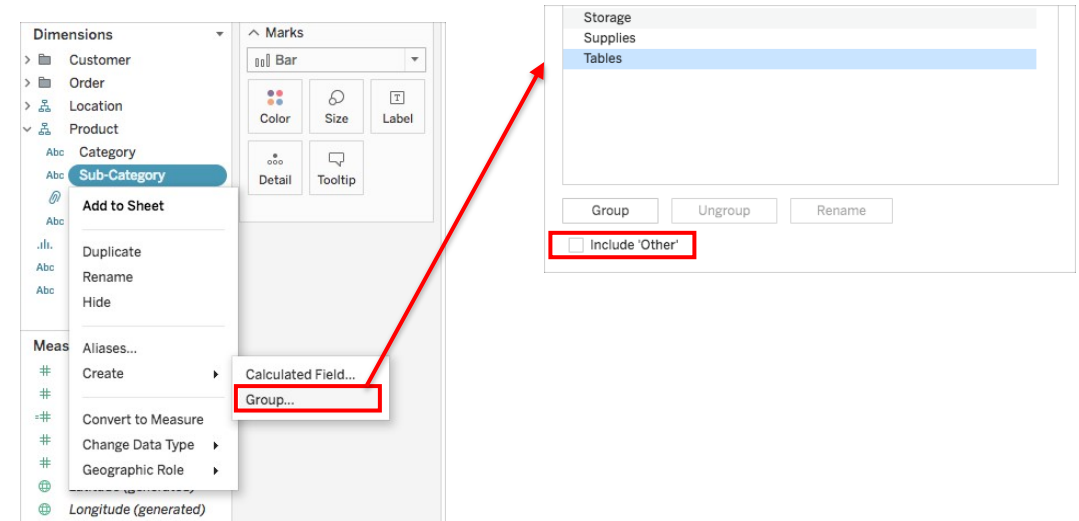 Dimensions
Customer
Order
Location
Product
Abc Category
Abc Sub-Category
Add to Sheet
Abc
Duplicate
Abc
Rename
Abc
Hide
Meas
Aliases...
Create
Convert to Measure
Change Data Type
Geographic Role
Longitude (generated)
Calculated Field...
Group...
Marks
Bar
Color Size Label
Detail Tooltip
Storage
Supplies
Tables
Group Ungroup Rename
Include 'Other'